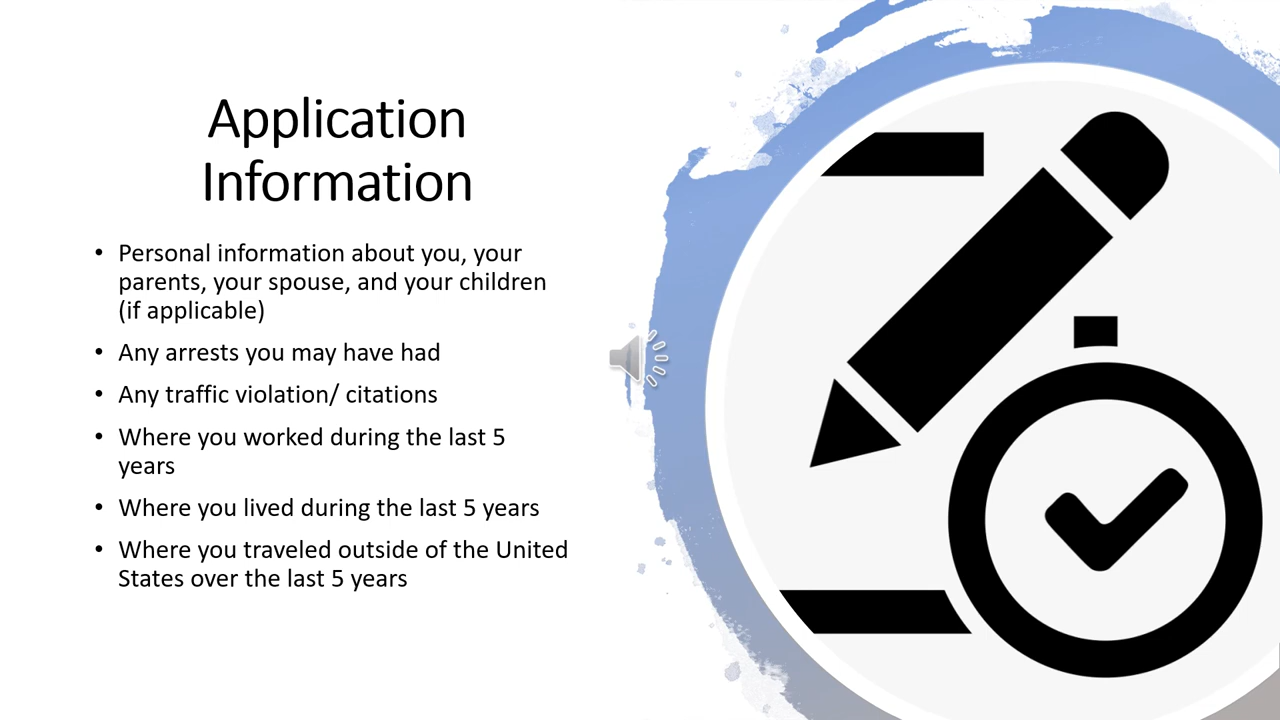 Application
Information
• Personal information about you, your
parents, your spouse, and your children
(if applicable)
• Any arrests you may have had
• Any traffic violation/ citations
• Where you worked during the last 5
years
• Where you lived during the last 5 years
• Where you traveled outside of the United
States over the last 5 years